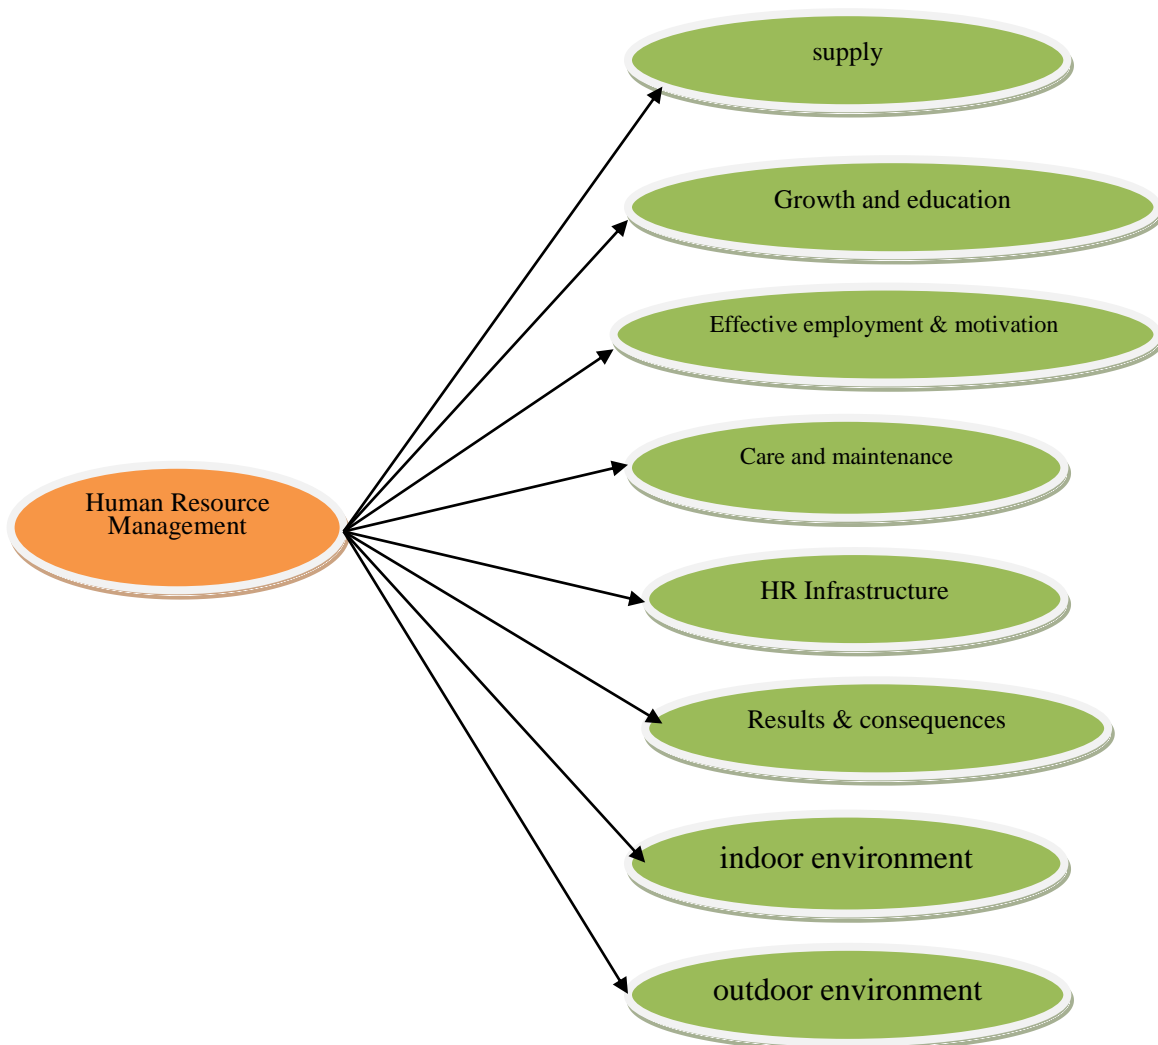 supply
Growth and education
Effective employment & motivation
Care and maintenance
Human Resource
Management
HR Infrastructure
Results & consequences
indoor environment
outdoor environment